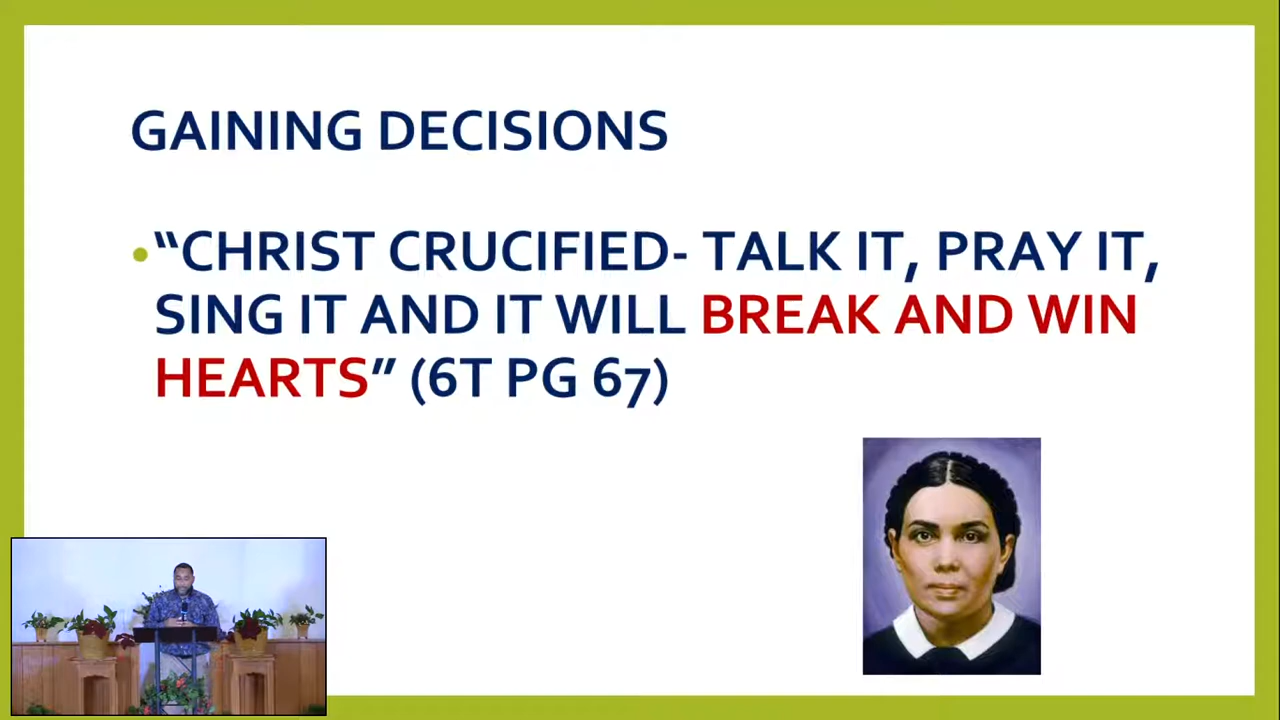 GAINING DECISIONS
•“CHRIST CRUCIFIED- TALK IT, PRAY IT,
SING IT AND IT WILL BREAK AND WIN
HEARTS” (6T PG 67)